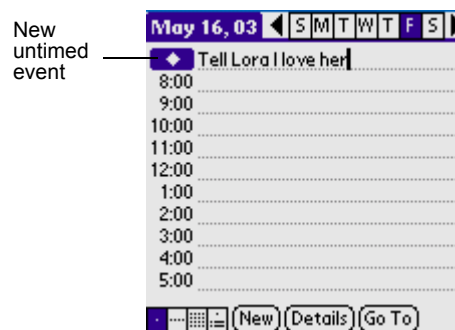 New
untimed
event
May 16, 03 S M T W T F S
Tell Lora I love her
8:00
9:00
10:00
11:00
12:00
1:00
2:00
3:00
4:00
5:00
New Details Go To